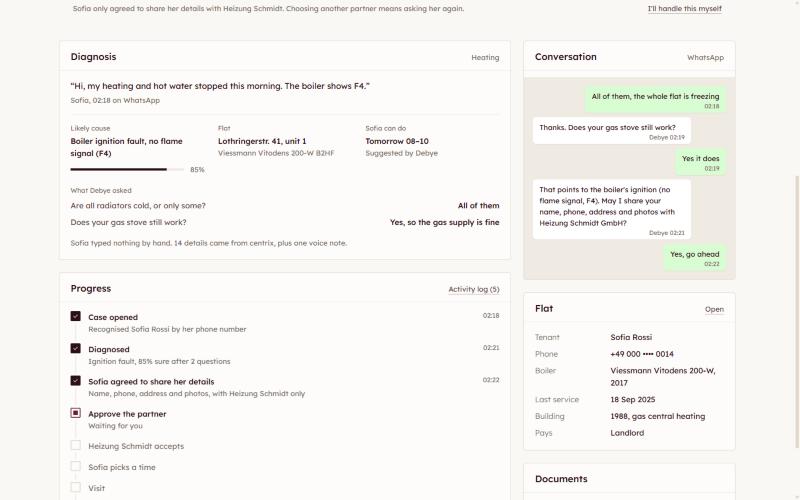 Sofia only agreed to share her details with Heizung Schmidt. Choosing another partner means asking her again.
I'll handle this myself
Diagnosis
Heating
“Hi, my heating and hot water stopped this morning. The boiler shows F4.”
Sofia, 02:18 on WhatsApp
Likely cause
Boiler ignition fault, no flame
signal (F4)
85%
Flat
Lothringerstr. 41, unit 1
Viessmann Vitodens 200-W B2HF
Sofia can do
Tomorrow 08–10
Suggested by Debye
What Debye asked
Are all radiators cold, or only some?
All of them
Does your gas stove still work?
Yes, so the gas supply is fine
Sofia typed nothing by hand. 14 details came from centrix, plus one voice note.
Progress
Activity log (5)
Case opened
02:18
Recognised Sofia Rossi by her phone number
Diagnosed
02:21
Ignition fault, 85% sure after 2 questions
Sofia agreed to share her details
02:22
Name, phone, address and photos, with Heizung Schmidt only
Approve the partner
Waiting for you
Heizung Schmidt accepts
Sofia picks a time
Visit
Conversation
WhatsApp
All of them, the whole flat is freezing
02:18
Thanks. Does your gas stove still work?
Debye 02:19
Yes it does
02:19
That points to the boiler's ignition (no
flame signal, F4). May I share your
name, phone, address and photos with
Heizung Schmidt GmbH?
Debye 02:21
Yes, go ahead
02:22
Flat
Open
Tenant
Sofia Rossi
Phone
+49 000 •••• 0014
Boiler
Viessmann Vitodens 200-W,
2017
Last service
18 Sep 2025
Building
1988, gas central heating
Pays
Landlord
Documents